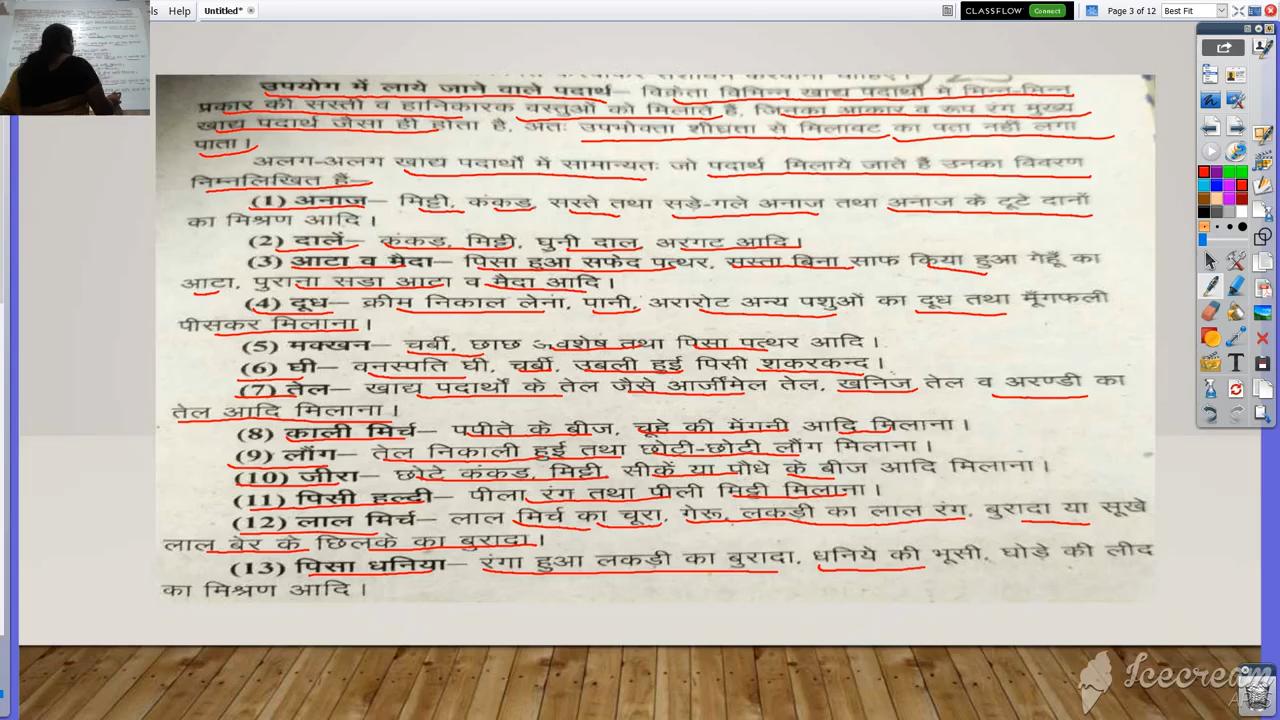 ls Help Untitled*
CLASSFLOW Connect Page 3 of 12 Best Fit
उपयोग में लाये जाने वाले पदार्थ– विक्रेता विभिन्न खाद्य पदार्थों में भिन्न-भिन्न
प्रकार की सस्ती व हानिकारक वस्तुओं को मिलाते हैं, जिनका आकार व रूप रंग मुख्य
खाद्य पदार्थ जैसा ही होता है, अतः उपभोक्ता शीघ्रता से मिलावट का पता नहीं लगा
पाता।
अलग-अलग खाद्य पदार्थों में सामान्यतः जो पदार्थ मिलाये जाते हैं उनका विवरण
निम्नलिखित हैं–
(1) अनाज– मिट्टी, कंकड़, सस्ते तथा सड़े-गले अनाज तथा अनाज के टूटे दानों
का मिश्रण आदि।
(2) दालें– कंकड़, मिट्टी, घुनी दाल, अरगट आदि।
(3) आटा व मैदा– पिसा हुआ सफेद पत्थर, सस्ता बिना साफ किया हुआ गेहूँ का
आटा, पुराना सडा आटा व मैदा आदि।
(4) दूध– क्रीम निकाल लेना, पानी, अरारोट अन्य पशुओं का दूध तथा मूँगफली
पीसकर मिलाना।
(5) मक्खन– चर्बी, छाछ अवशेष तथा पिसा पत्थर आदि।
(6) घी– वनस्पति घी, चर्बी, उबली हुई पिसी शकरकन्द।
(7) तेल– खाद्य पदार्थों के तेल जैसे आर्जीमेल तेल, खनिज तेल व अरण्डी का
तेल आदि मिलाना।
(8) काली मिर्च– पपीते के बीज, चूहे की मेंगनी आदि मिलाना।
(9) लौंग– तेल निकाली हुई तथा छोटी-छोटी लौंग मिलाना।
(10) जीरा– छोटे कंकड़, मिट्टी, सीकें या पौधे के बीज आदि मिलाना।
(11) पिसी हल्दी– पीला रंग तथा पीली मिट्टी मिलाना।
(12) लाल मिर्च– लाल मिर्च का चूरा, गेरू, लकड़ी का लाल रंग, बुरादा या सूखे
लाल बेर के छिलके का बुरादा।
(13) पिसा धनिया– रंगा हुआ लकड़ी का बुरादा, धनिये की भूसी, घोड़े की लीद
का मिश्रण आदि।
Icecream
APPS